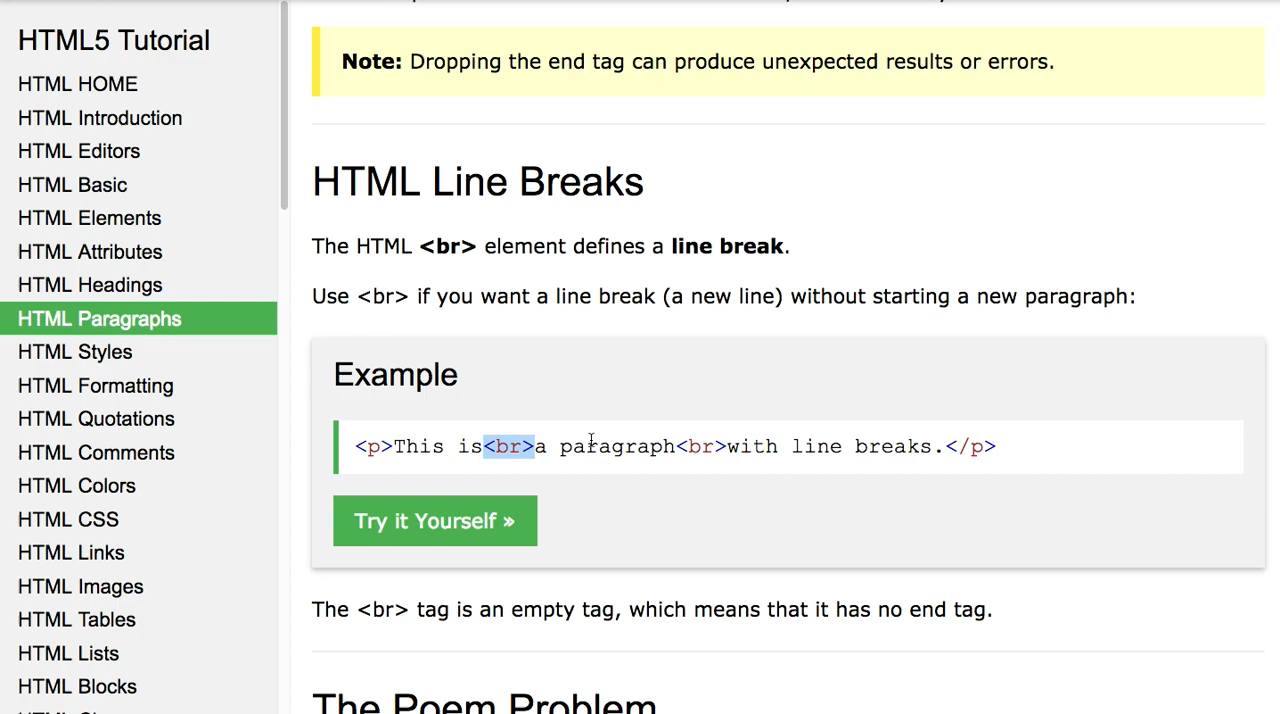 HTML5 Tutorial
HTML HOME
HTML Introduction
HTML Editors
HTML Basic
HTML Elements
HTML Attributes
HTML Headings
HTML Paragraphs
HTML Styles
HTML Formatting
HTML Quotations
HTML Comments
HTML Colors
HTML CSS
HTML Links
HTML Images
HTML Tables
HTML Lists
HTML Blocks
Note: Dropping the end tag can produce unexpected results or errors.
HTML Line Breaks
The HTML <br> element defines a line break.
Use <br> if you want a line break (a new line) without starting a new paragraph:
Example
<p>This is<br>a paragraph<br>with line breaks.</p>
Try it Yourself »
The <br> tag is an empty tag, which means that it has no end tag.
The Poem Problem